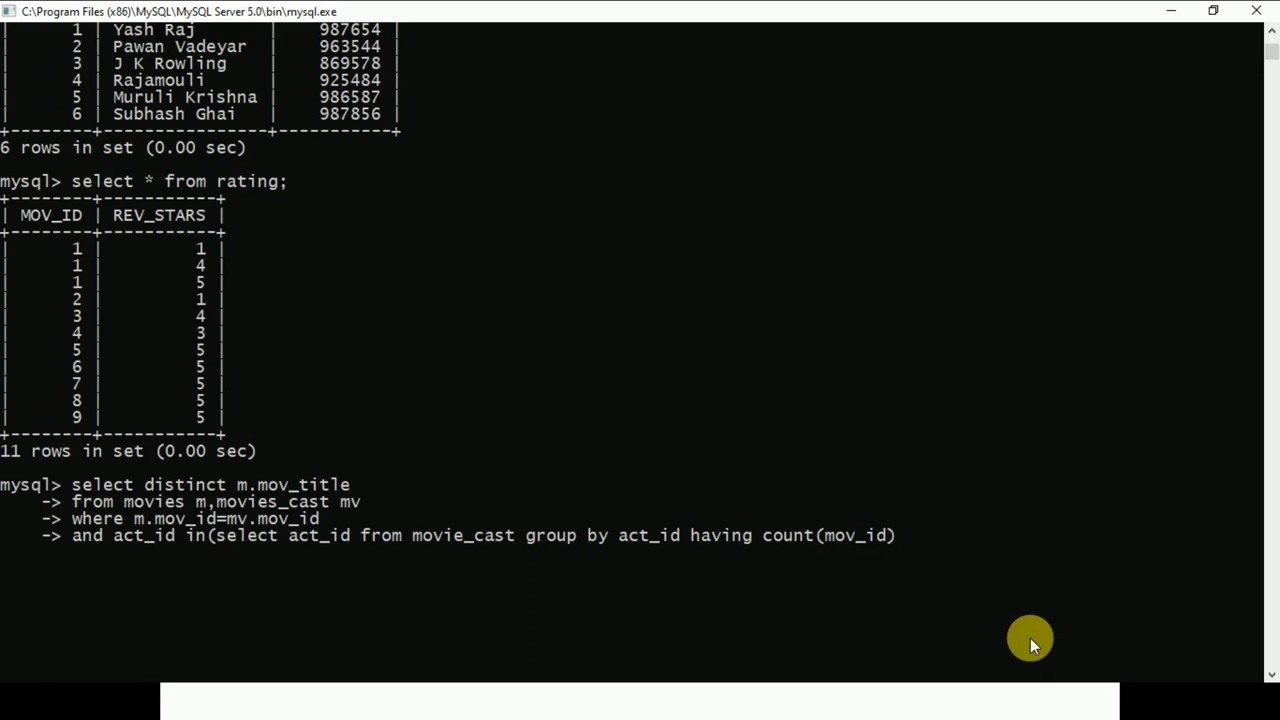 C:\Program Files (x86)\MySQL\MySQL Server 5.0\bin\mysql.exe
|      1 | Yash Raj       |    987654 |
|      2 | Pawan Vadeyar  |    963544 |
|      3 | J K Rowling    |    869578 |
|      4 | Rajamouli      |    925484 |
|      5 | Muruli Krishna |    986587 |
|      6 | Subhash Ghai   |    987856 |
+--------+----------------+-----------+
6 rows in set (0.00 sec)
mysql> select * from rating;
+--------+-----------+
| MOV_ID | REV_STARS |
+--------+-----------+
|      1 |         1 |
|      1 |         4 |
|      1 |         5 |
|      2 |         1 |
|      3 |         4 |
|      4 |         3 |
|      5 |         5 |
|      6 |         5 |
|      7 |         5 |
|      8 |         5 |
|      9 |         5 |
+--------+-----------+
11 rows in set (0.00 sec)
mysql> select distinct m.mov_title
    -> from movies m,movies_cast mv
    -> where m.mov_id=mv.mov_id
    -> and act_id in(select act_id from movie_cast group by act_id having count(mov_id)